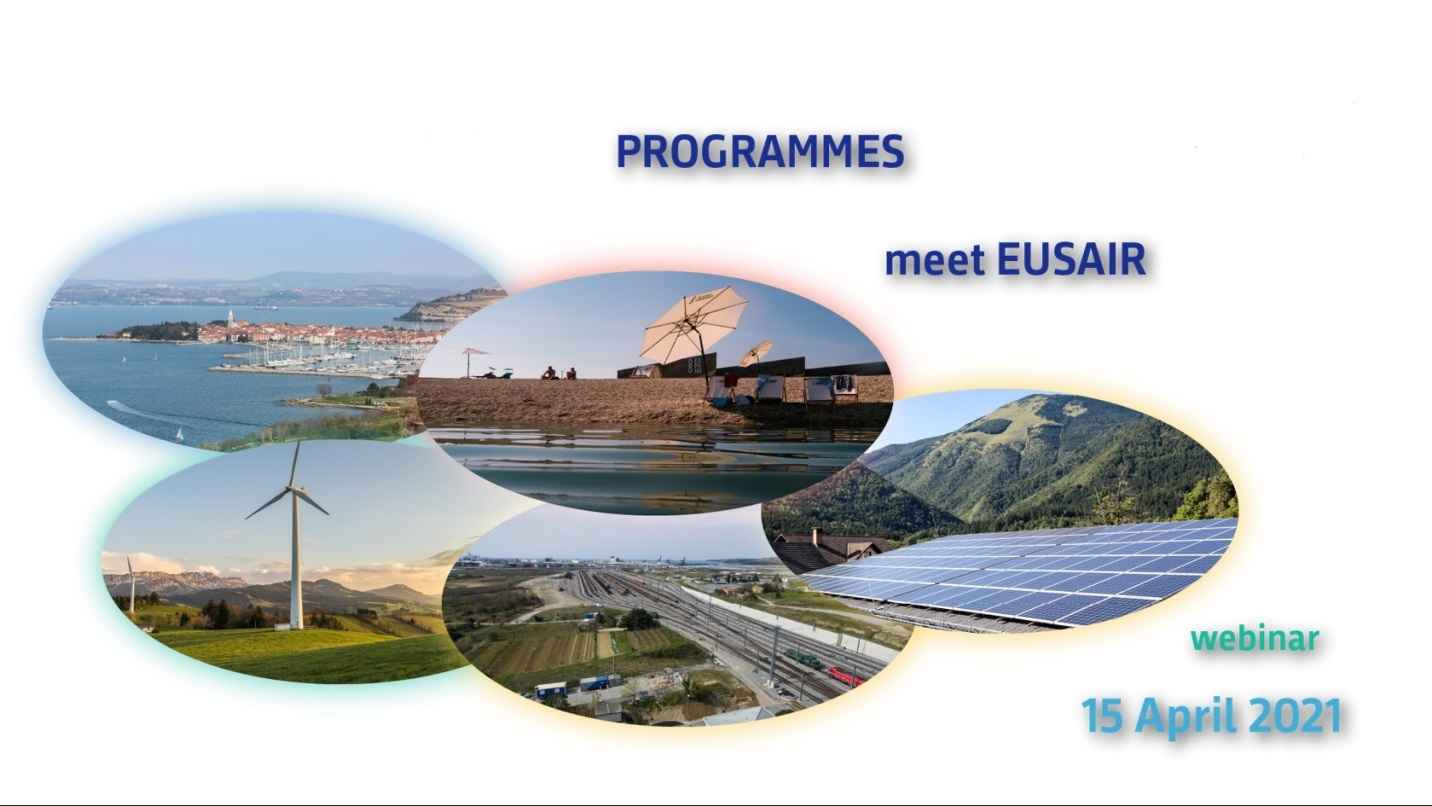 PROGRAMMES
meet EUSAIR
webinar
15 April 2021